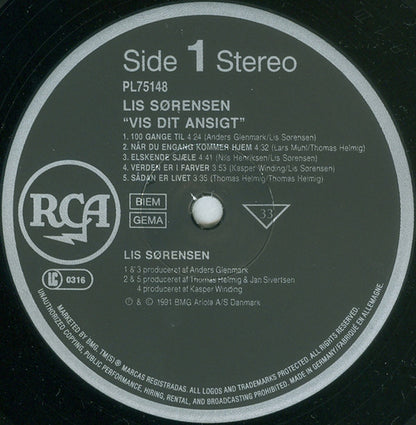 Side 1 Stereo
PL75148
LIS SØRENSEN
"VIS DIT ANSIGT"
1. 100 GANGE TIL 4:24 (Anders Glenmark/Lis Sørensen)
2. NÅR DU ENGANG KOMMER HJEM 4:32 (Lars Muhl/Thomas Helmig)
3. ELSKENDE SJÆLE 4:41 (Nils Henriksen/Lis Sørensen)
4. VERDEN ER I FARVER 3:53 (Kasper Winding/Lis Sørensen)
5. SÅDAN ER LIVET 3:35 (Thomas Helmig/Thomas Helmig)
RCA
BIEM
GEMA
33
LC 0316
LIS SØRENSEN
1 & 3 produceret af Anders Glenmark
2 & 5 produceret af Thomas Helmig & Jan Sivertsen
4 produceret af Kasper Winding
℗ & © 1991 BMG Ariola A/S Danmark
MARKETED BY BMG. TM(S) ® MARCAS REGISTRADAS. ALL LOGOS AND TRADEMARKS PROTECTED. ALL RIGHTS RESERVED.
UNAUTHORIZED COPYING, PUBLIC PERFORMANCE, HIRING, RENTAL, AND BROADCASTING PROHIBITED. MADE IN GERMANY/FABRIQUÉ EN ALLEMAGNE.